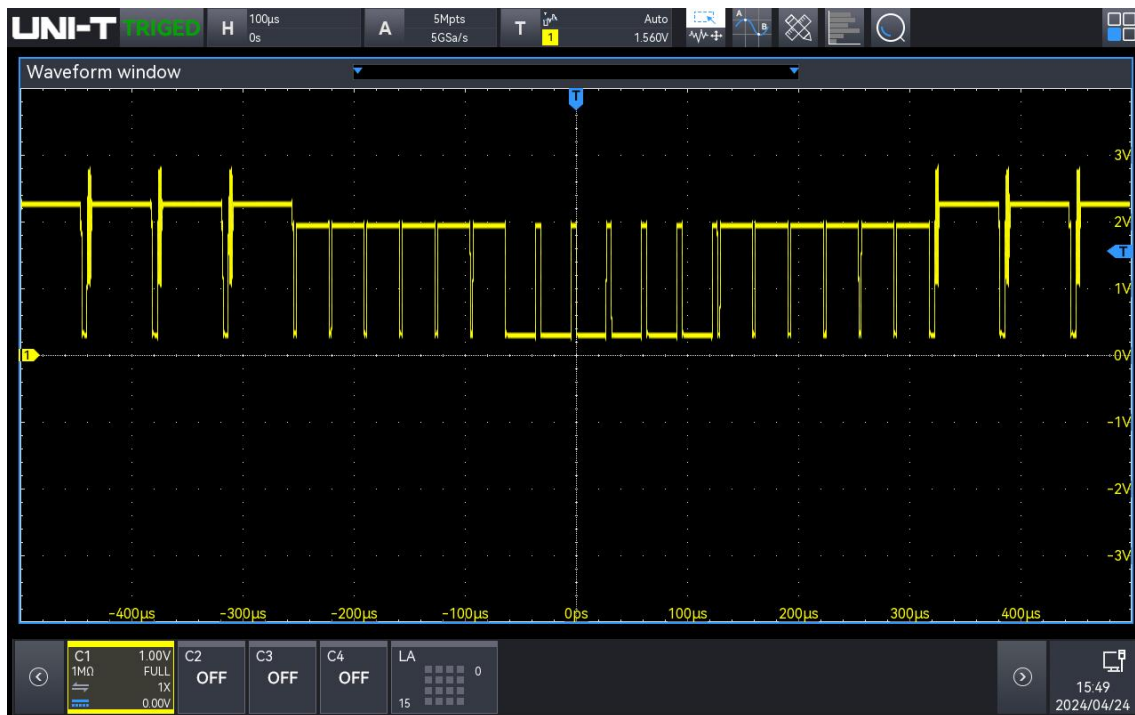 UNI-T TRIGED H 100μs 0s A 5Mpts 5GSa/s T 1 Auto 1.560V A B
Waveform window
T
3V
2V
T
1V
1 0V
-1V
-2V
-3V
-400μs -300μs -200μs -100μs 0ps 100μs 200μs 300μs 400μs
C1 1.00V C2 C3 C4 LA
1MΩ FULL OFF OFF OFF 0
1X
0.00V 15
15:49
2024/04/24